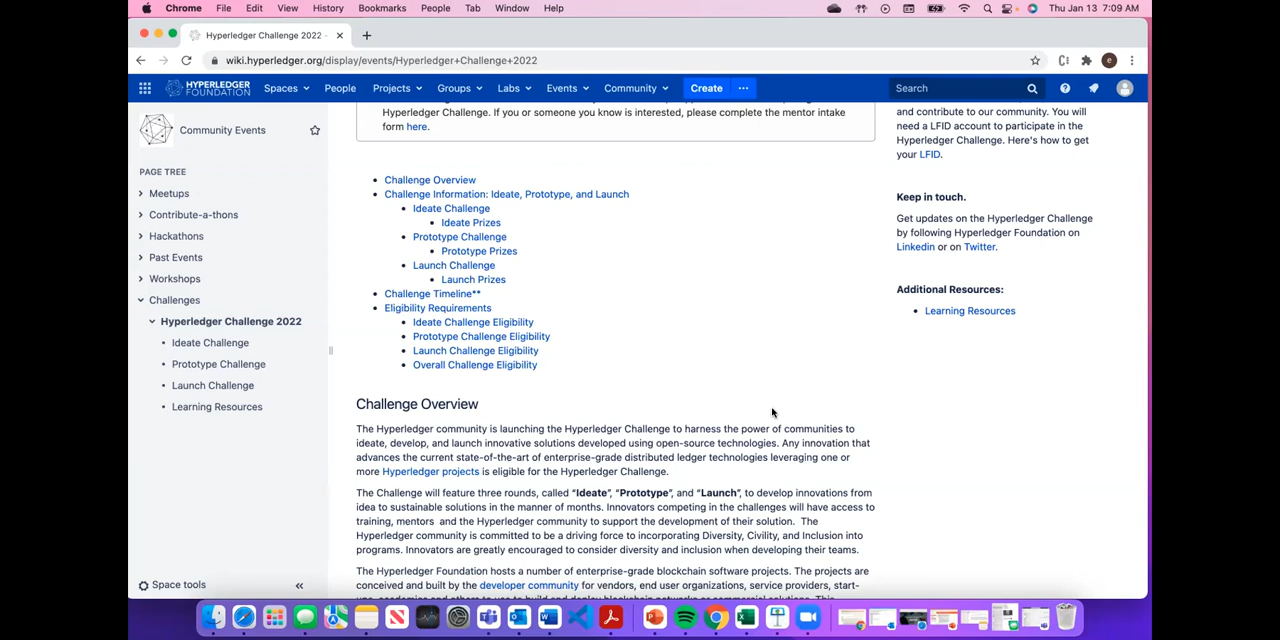 Chrome File Edit View History Bookmarks People Tab Window Help Thu Jan 13 7:09 AM
Hyperledger Challenge 2022 -
wiki.hyperledger.org/display/events/Hyperledger+Challenge+2022
HYPERLEDGER FOUNDATION Spaces People Projects Groups Labs Events Community Create ... Search
Community Events
PAGE TREE
Meetups
Contribute-a-thons
Hackathons
Past Events
Workshops
Challenges
Hyperledger Challenge 2022
• Ideate Challenge
• Prototype Challenge
• Launch Challenge
• Learning Resources
Space tools
Hyperledger Challenge. If you or someone you know is interested, please complete the mentor intake
form here.
• Challenge Overview
• Challenge Information: Ideate, Prototype, and Launch
• Ideate Challenge
• Ideate Prizes
• Prototype Challenge
• Prototype Prizes
• Launch Challenge
• Launch Prizes
• Challenge Timeline**
• Eligibility Requirements
• Ideate Challenge Eligibility
• Prototype Challenge Eligibility
• Launch Challenge Eligibility
• Overall Challenge Eligibility
Challenge Overview
The Hyperledger community is launching the Hyperledger Challenge to harness the power of communities to
ideate, develop, and launch innovative solutions developed using open-source technologies. Any innovation that
advances the current state-of-the-art of enterprise-grade distributed ledger technologies leveraging one or
more Hyperledger projects is eligible for the Hyperledger Challenge.
The Challenge will feature three rounds, called "Ideate", "Prototype", and "Launch", to develop innovations from
idea to sustainable solutions in the manner of months. Innovators competing in the challenges will have access to
training, mentors and the Hyperledger community to support the development of their solution. The
Hyperledger community is committed to be a driving force to incorporating Diversity, Civility, and Inclusion into
programs. Innovators are greatly encouraged to consider diversity and inclusion when developing their teams.
The Hyperledger Foundation hosts a number of enterprise-grade blockchain software projects. The projects are
conceived and built by the developer community for vendors, end user organizations, service providers, start-
and contribute to our community. You will
need a LFID account to participate in the
Hyperledger Challenge. Here's how to get
your LFID.
Keep in touch.
Get updates on the Hyperledger Challenge
by following Hyperledger Foundation on
Linkedin or on Twitter.
Additional Resources:
• Learning Resources